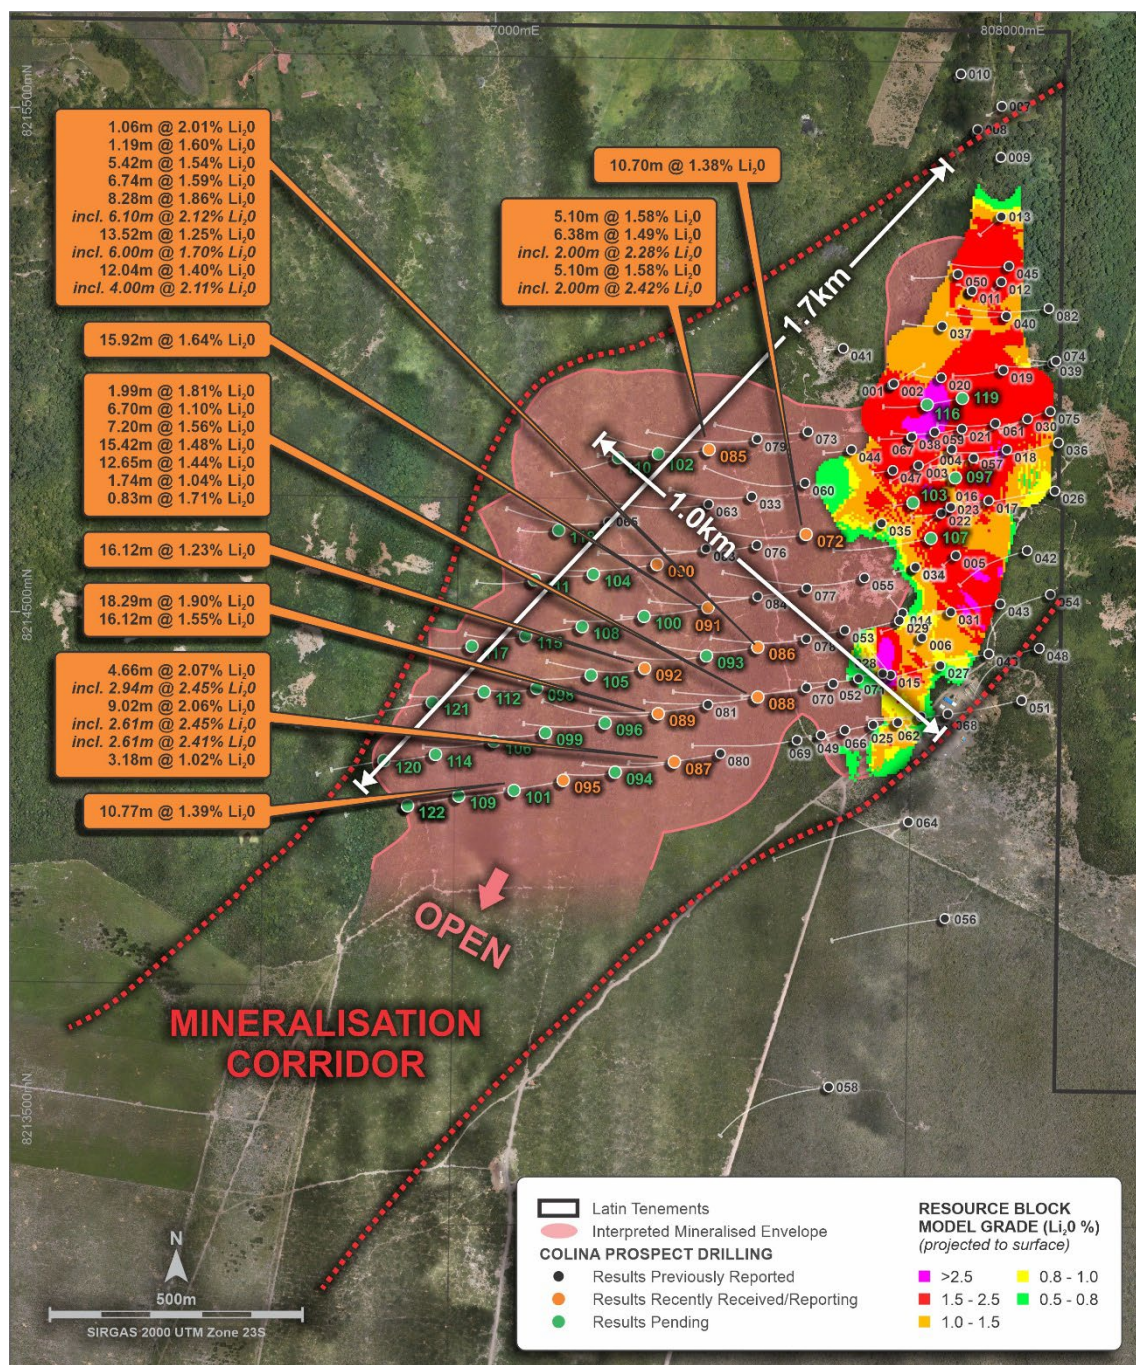 807000mE
808000mE
8215500mN
8214500mN
8213500mN
1.06m @ 2.01% Li₂0
1.19m @ 1.60% Li₂0
5.42m @ 1.54% Li₂0
6.74m @ 1.59% Li₂0
8.28m @ 1.86% Li₂0
incl. 6.10m @ 2.12% Li₂0
13.52m @ 1.25% Li₂0
incl. 6.00m @ 1.70% Li₂0
12.04m @ 1.40% Li₂0
incl. 4.00m @ 2.11% Li₂0
10.70m @ 1.38% Li₂0
5.10m @ 1.58% Li₂0
6.38m @ 1.49% Li₂0
incl. 2.00m @ 2.28% Li₂0
5.10m @ 1.58% Li₂0
incl. 2.00m @ 2.42% Li₂0
15.92m @ 1.64% Li₂0
1.99m @ 1.81% Li₂0
6.70m @ 1.10% Li₂0
7.20m @ 1.56% Li₂0
15.42m @ 1.48% Li₂0
12.65m @ 1.44% Li₂0
1.74m @ 1.04% Li₂0
0.83m @ 1.71% Li₂0
16.12m @ 1.23% Li₂0
18.29m @ 1.90% Li₂0
16.12m @ 1.55% Li₂0
4.66m @ 2.07% Li₂0
incl. 2.94m @ 2.45% Li₂0
9.02m @ 2.06% Li₂0
incl. 2.61m @ 2.45% Li₂0
incl. 2.61m @ 2.41% Li₂0
3.18m @ 1.02% Li₂0
10.77m @ 1.39% Li₂0
1.7km
1.0km
010
007
008
009
013
045
050
012
011
082
040
037
041
074
039
019
020
001
002
119
116
075
030
061
021
059
038
067
073
079
085
102
036
018
057
004
003
044
047
097
060
026
016
017
023
022
103
033
063
035
107
072
076
042
005
090
104
034
055
077
084
054
043
031
014
029
091
100
108
006
053
078
086
115
117
048
093
027
015
028
071
052
070
088
092
105
098
112
121
051
068
081
089
062
025
066
049
069
096
099
106
080
087
114
120
094
095
101
109
122
064
056
058
OPEN
MINERALISATION
CORRIDOR
N
500m
SIRGAS 2000 UTM Zone 23S
Latin Tenements
Interpreted Mineralised Envelope
COLINA PROSPECT DRILLING
Results Previously Reported
Results Recently Received/Reporting
Results Pending
RESOURCE BLOCK
MODEL GRADE (Li₂0 %)
(projected to surface)
>2.5
1.5 - 2.5
1.0 - 1.5
0.8 - 1.0
0.5 - 0.8